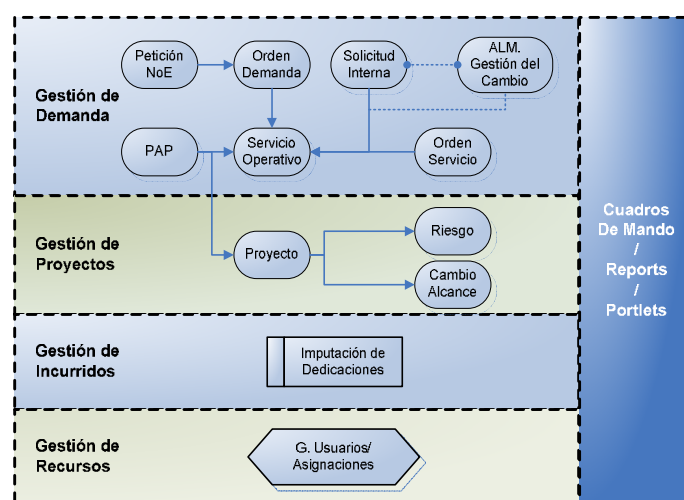 Gestión de
Demanda
Petición
NoE
Orden
Demanda
Solicitud
Interna
ALM.
Gestión del
Cambio
PAP
Servicio
Operativo
Orden
Servicio
Gestión de
Proyectos
Proyecto
Riesgo
Cambio
Alcance
Gestión de
Incurridos
Imputación de
Dedicaciones
Gestión de
Recursos
G. Usuarios/
Asignaciones
Cuadros
De Mando
/
Reports
/
Portlets